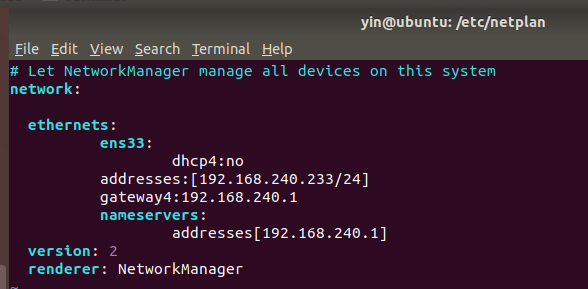 yin@ubuntu: /etc/netplan
File Edit View Search Terminal Help
# Let NetworkManager manage all devices on this system
network:
ethernets:
ens33:
dhcp4:no
addresses:[192.168.240.233/24]
gateway4:192.168.240.1
nameservers:
addresses[192.168.240.1]
version: 2
renderer: NetworkManager
~